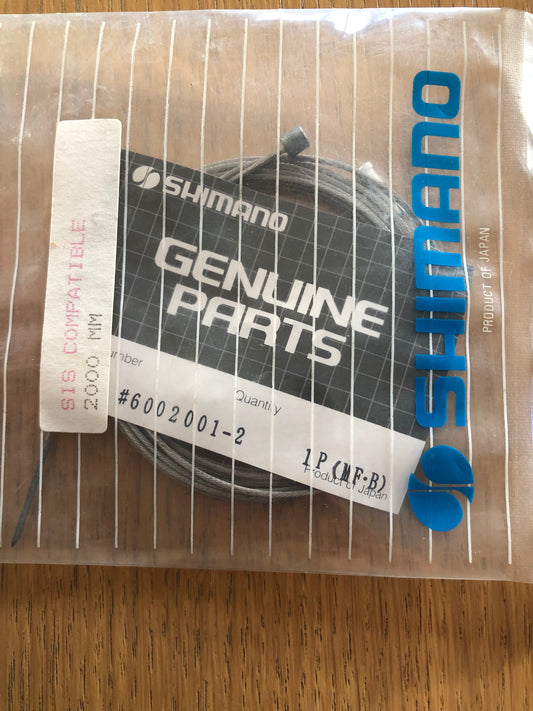 SIS COMPATIBLE
2000 MM
SHIMANO
GENUINE
PARTS
Quantity
#6002001-2
1P(MF-B)
Product of Japan
SHIMANO
PRODUCT OF JAPAN